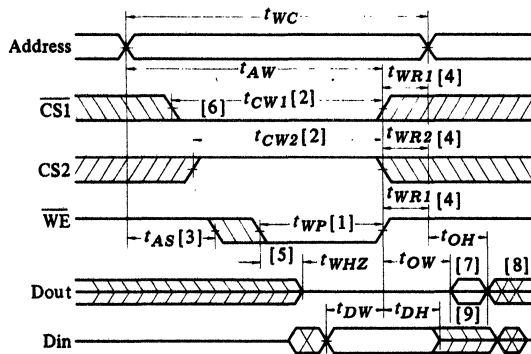 tWC
Address
tAW
tWR1 [4]
CS1
[6]
tCW1 [2]
tCW2 [2]
tWR2 [4]
CS2
tWR1 [4]
WE
tAS [3]
tWP [1]
[5]
tOH
tWHZ
tOW
[7]
[8]
Dout
tDW
tDH
[9]
Din